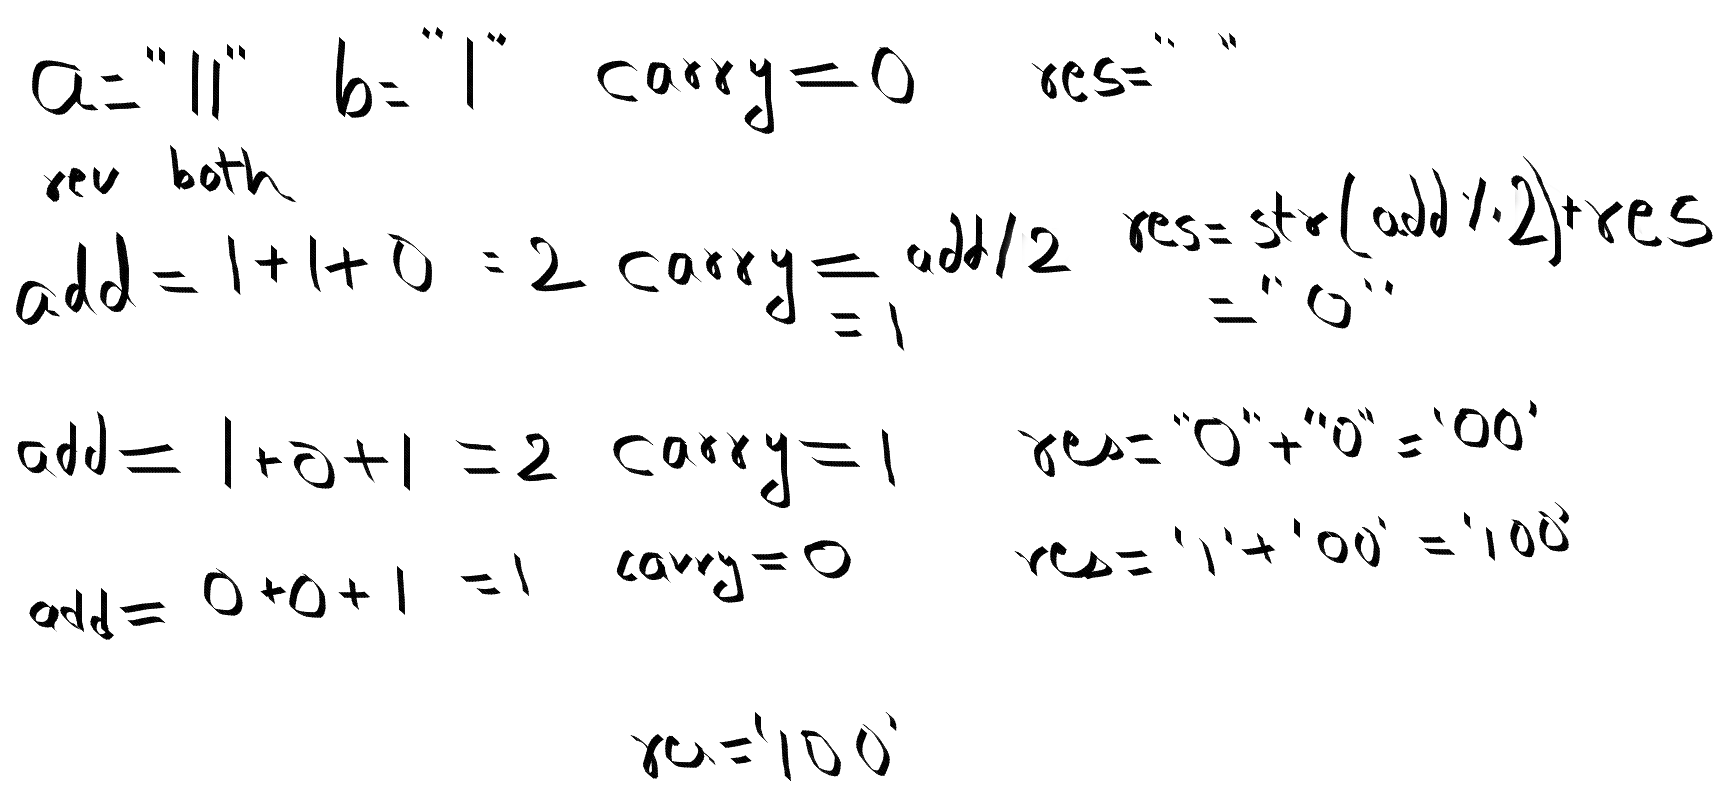 a="11" b="1" carry=0 res=" "
rev both
add = 1+1+0 = 2 carry = add/2 res= str(add%2)+res
= 1 = "0"
add = 1+0+1 = 2 carry = 1 res= "0"+"0" = '00'
add = 0+0+1 = 1 carry = 0 res= '1'+'00' = '100'
res = '100'